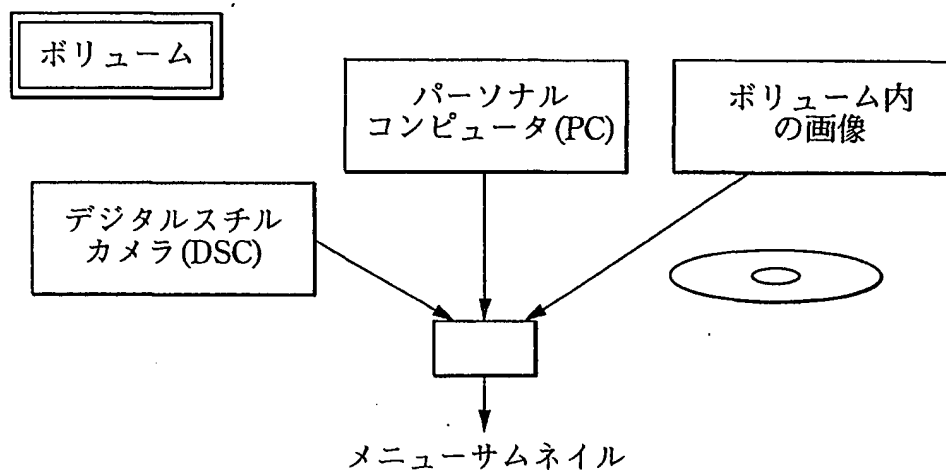 ボリューム
パーソナル
コンピュータ(PC)
ボリューム内
の画像
デジタルスチル
カメラ(DSC)
メニューサムネイル